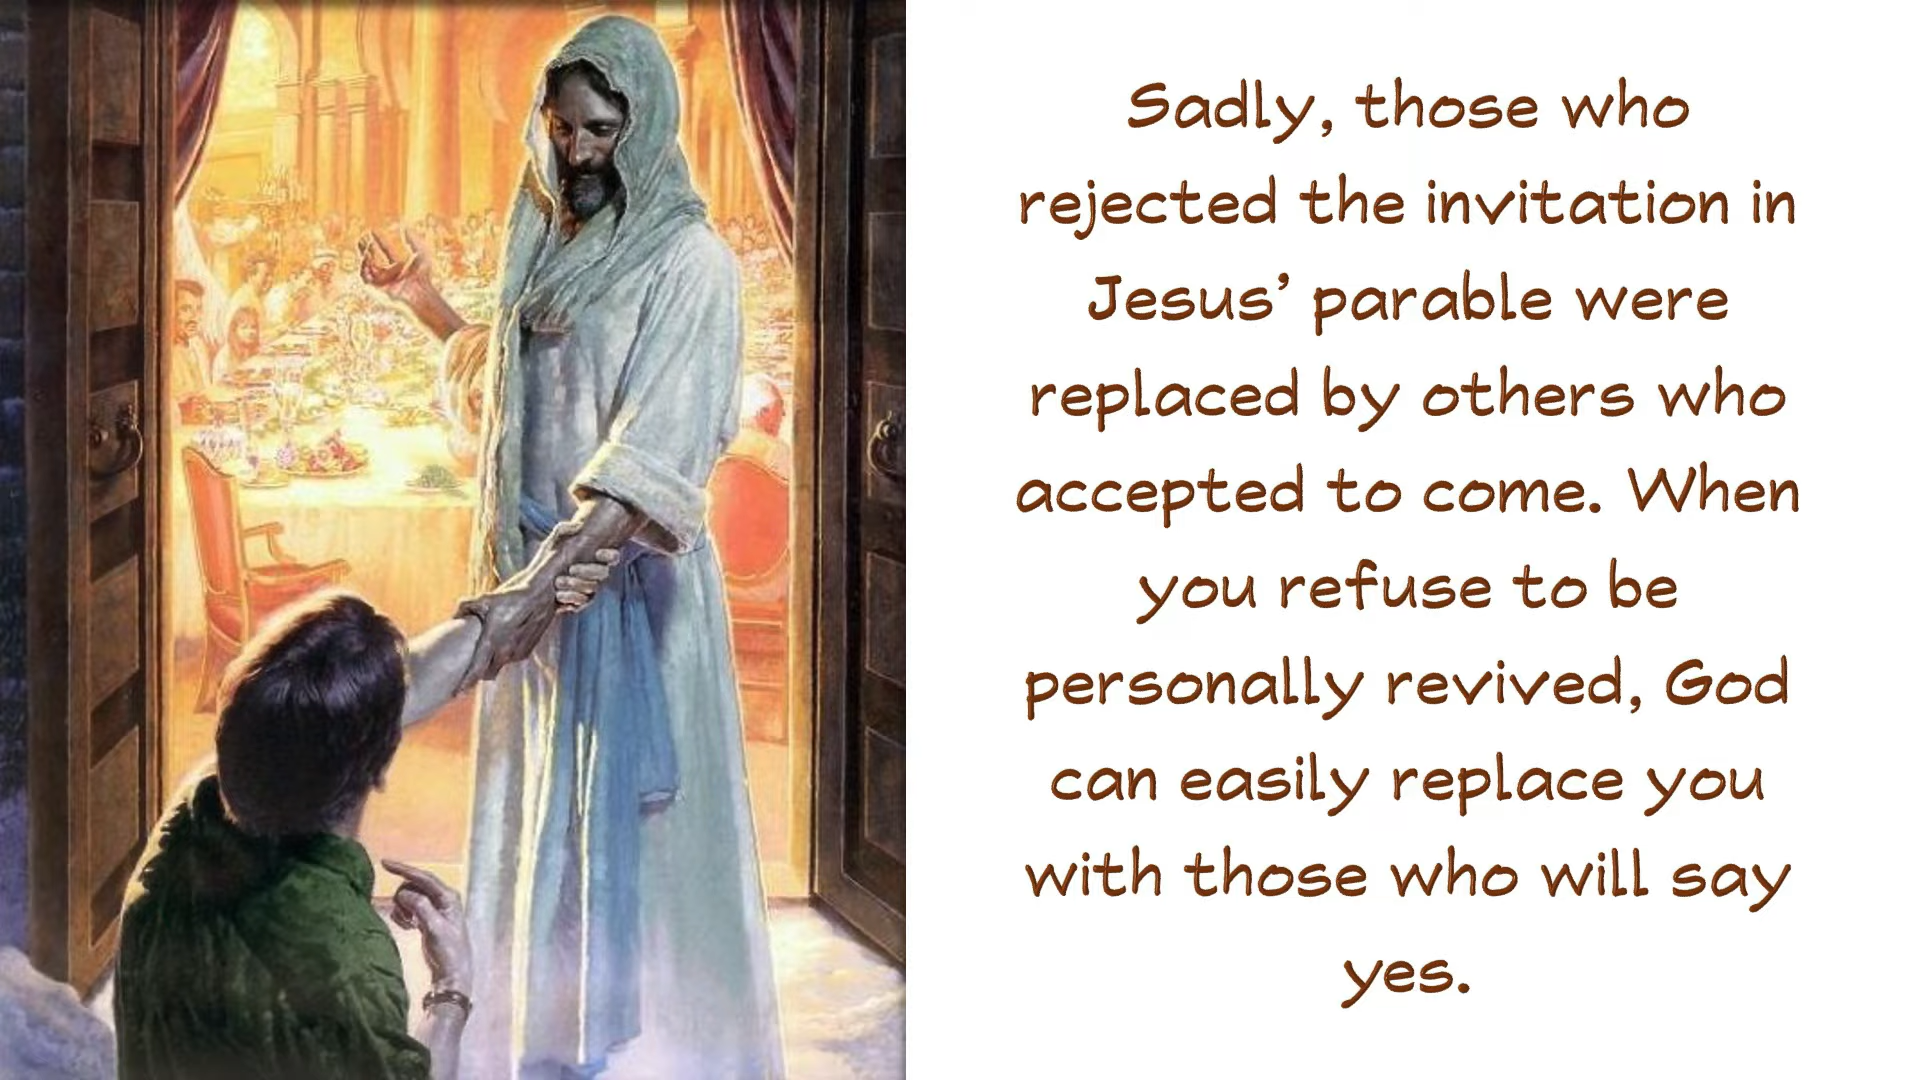 Sadly, those who
rejected the invitation in
Jesus’ parable were
replaced by others who
accepted to come. When
you refuse to be
personally revived, God
can easily replace you
with those who will say
yes.